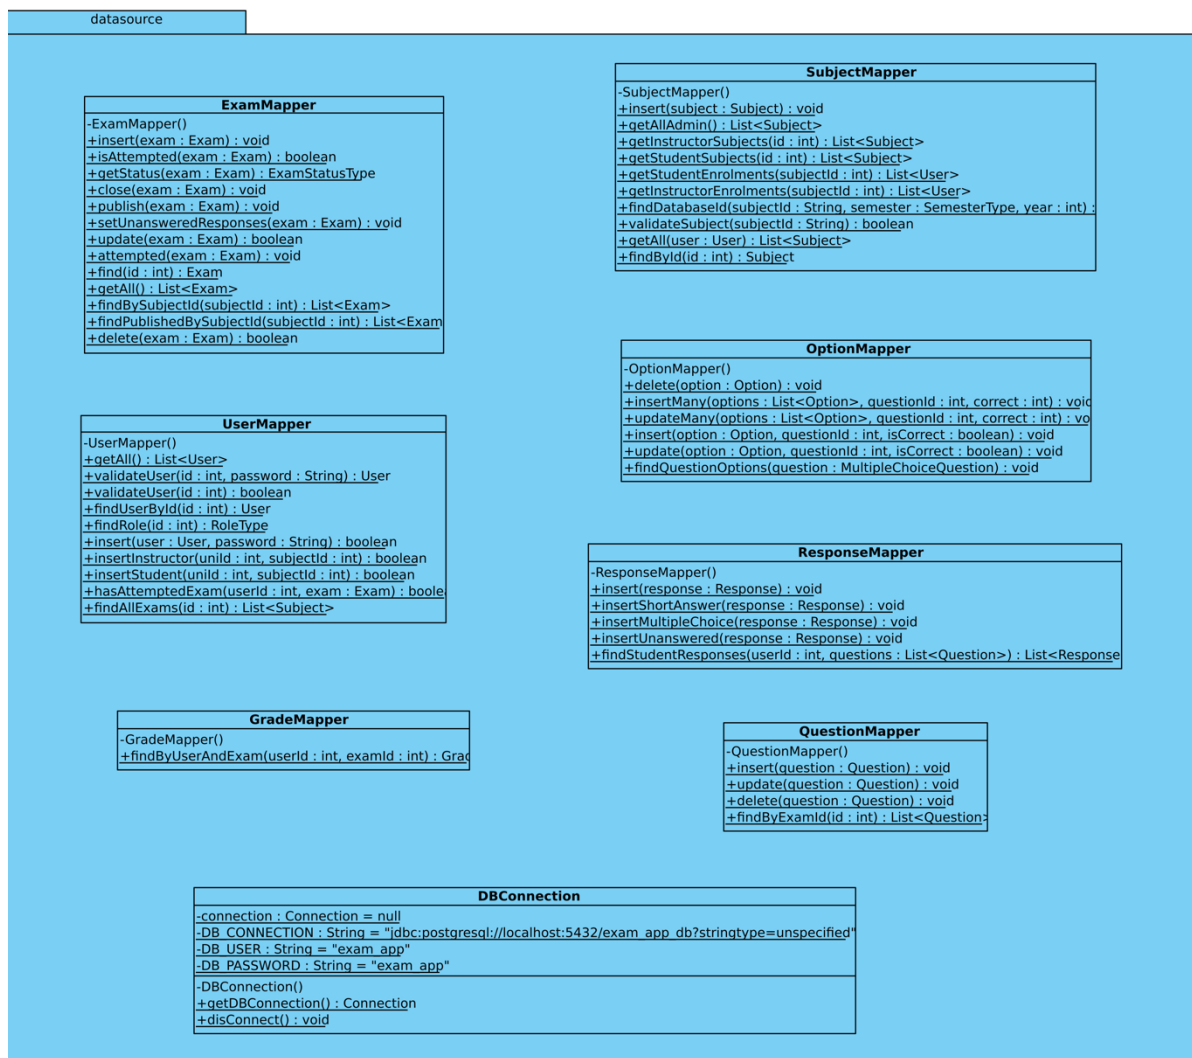 datasource
ExamMapper
-ExamMapper()
+insert(exam : Exam) : void
+isAttempted(exam : Exam) : boolean
+getStatus(exam : Exam) : ExamStatusType
+close(exam : Exam) : void
+publish(exam : Exam) : void
+setUnansweredResponses(exam : Exam) : void
+update(exam : Exam) : boolean
+attempted(exam : Exam) : void
+find(id : int) : Exam
+getAll() : List<Exam>
+findBySubjectId(subjectId : int) : List<Exam>
+findPublishedBySubjectId(subjectId : int) : List<Exam
+delete(exam : Exam) : boolean
SubjectMapper
-SubjectMapper()
+insert(subject : Subject) : void
+getAllAdmin() : List<Subject>
+getInstructorSubjects(id : int) : List<Subject>
+getStudentSubjects(id : int) : List<Subject>
+getStudentEnrolments(subjectId : int) : List<User>
+getInstructorEnrolments(subjectId : int) : List<User>
+findDatabaseId(subjectId : String, semester : SemesterType, year : int) :
+validateSubject(subjectId : String) : boolean
+getAll(user : User) : List<Subject>
+findById(id : int) : Subject
OptionMapper
-OptionMapper()
+delete(option : Option) : void
+insertMany(options : List<Option>, questionId : int, correct : int) : void
+updateMany(options : List<Option>, questionId : int, correct : int) : vo
+insert(option : Option, questionId : int, isCorrect : boolean) : void
+update(option : Option, questionId : int, isCorrect : boolean) : void
+findQuestionOptions(question : MultipleChoiceQuestion) : void
UserMapper
-UserMapper()
+getAll() : List<User>
+validateUser(id : int, password : String) : User
+validateUser(id : int) : boolean
+findUserById(id : int) : User
+findRole(id : int) : RoleType
+insert(user : User, password : String) : boolean
+insertInstructor(uniId : int, subjectId : int) : boolean
+insertStudent(uniId : int, subjectId : int) : boolean
+hasAttemptedExam(userId : int, exam : Exam) : boole
+findAllExams(id : int) : List<Subject>
ResponseMapper
-ResponseMapper()
+insert(response : Response) : void
+insertShortAnswer(response : Response) : void
+insertMultipleChoice(response : Response) : void
+insertUnanswered(response : Response) : void
+findStudentResponses(userId : int, questions : List<Question>) : List<Response
GradeMapper
-GradeMapper()
+findByUserAndExam(userId : int, examId : int) : Grad
QuestionMapper
-QuestionMapper()
+insert(question : Question) : void
+update(question : Question) : void
+delete(question : Question) : void
+findByExamId(id : int) : List<Question>
DBConnection
-connection : Connection = null
-DB_CONNECTION : String = "jdbc:postgresql://localhost:5432/exam_app_db?stringtype=unspecified"
-DB_USER : String = "exam_app"
-DB_PASSWORD : String = "exam_app"
-DBConnection()
+getDBConnection() : Connection
+disConnect() : void